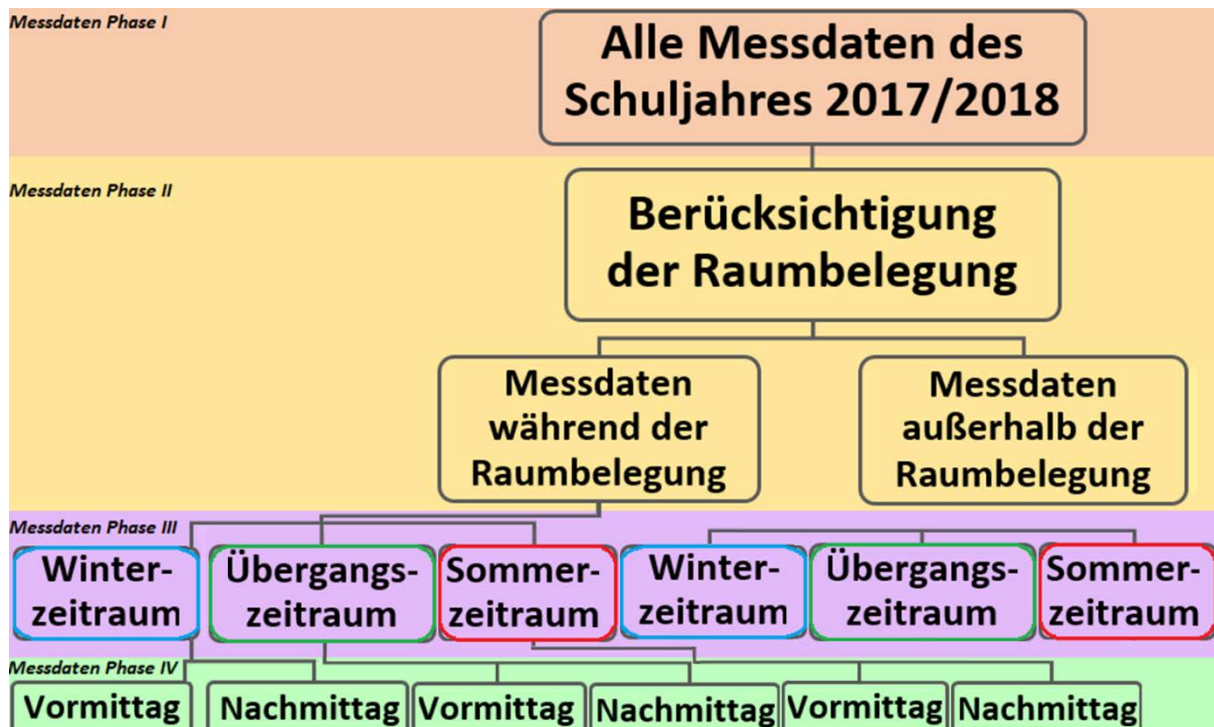 Messdaten Phase I
Alle Messdaten des
Schuljahres 2017/2018
Messdaten Phase II
Berücksichtigung
der Raumbelegung
Messdaten
während der
Raumbelegung
Messdaten
außerhalb der
Raumbelegung
Messdaten Phase III
Winter-
zeitraum
Übergangs-
zeitraum
Sommer-
zeitraum
Winter-
zeitraum
Übergangs-
zeitraum
Sommer-
zeitraum
Messdaten Phase IV
Vormittag
Nachmittag
Vormittag
Nachmittag
Vormittag
Nachmittag